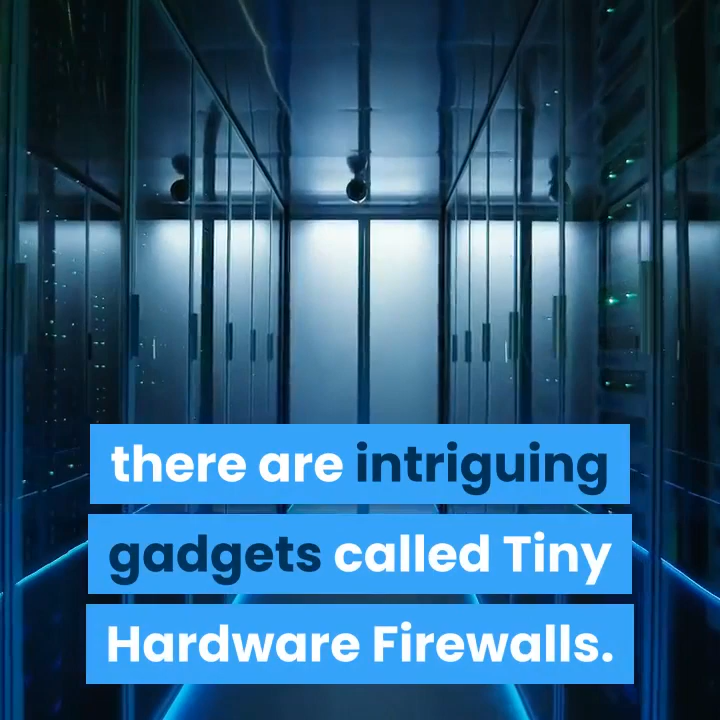 there are intriguing
gadgets called Tiny
Hardware Firewalls.